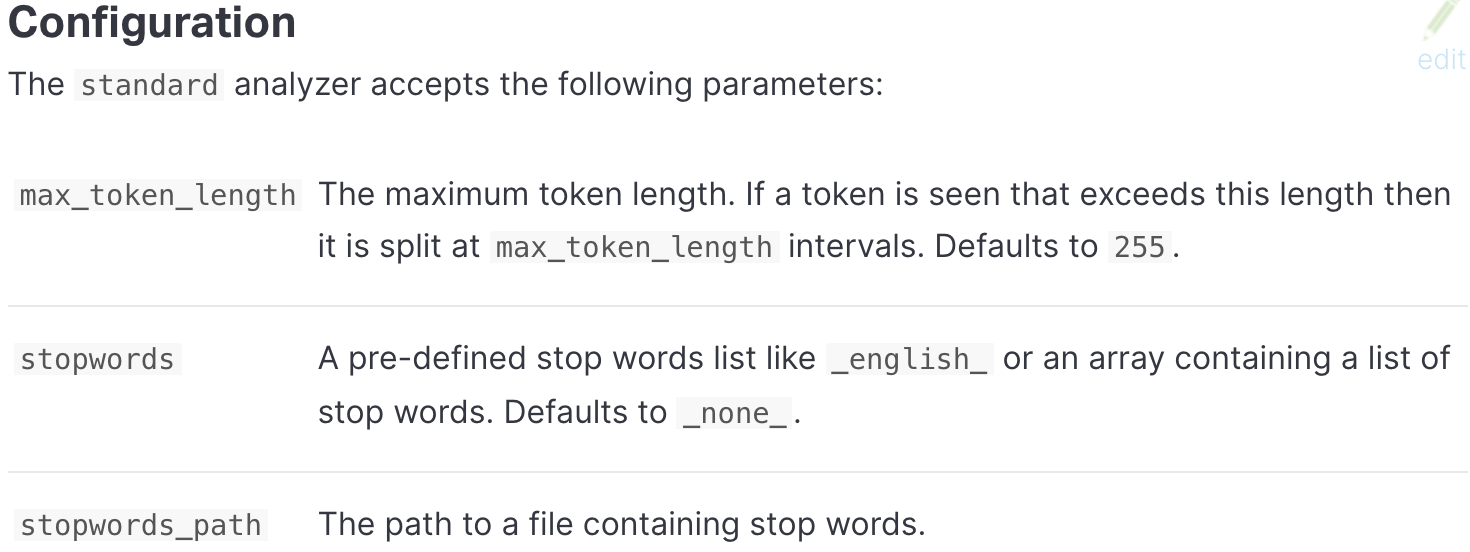 Configuration
edit
The standard analyzer accepts the following parameters:
max_token_length The maximum token length. If a token is seen that exceeds this length then
it is split at max_token_length intervals. Defaults to 255.
stopwords A pre-defined stop words list like _english_ or an array containing a list of
stop words. Defaults to _none_.
stopwords_path The path to a file containing stop words.